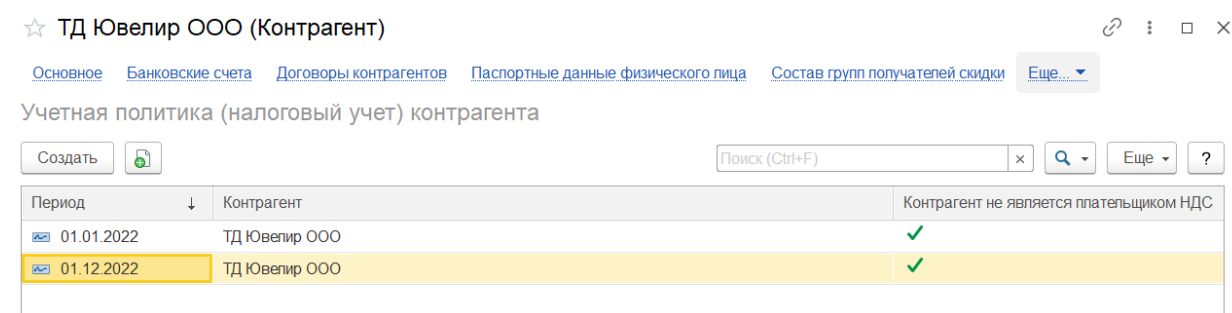 ТД Ювелир ООО (Контрагент)
Основное Банковские счета Договоры контрагентов Паспортные данные физического лица Состав групп получателей скидки Еще...
Учетная политика (налоговый учет) контрагента
Создать Поиск (Ctrl+F) × Еще ?
Период ↓ Контрагент Контрагент не является плательщиком НДС
01.01.2022 ТД Ювелир ООО
01.12.2022 ТД Ювелир ООО